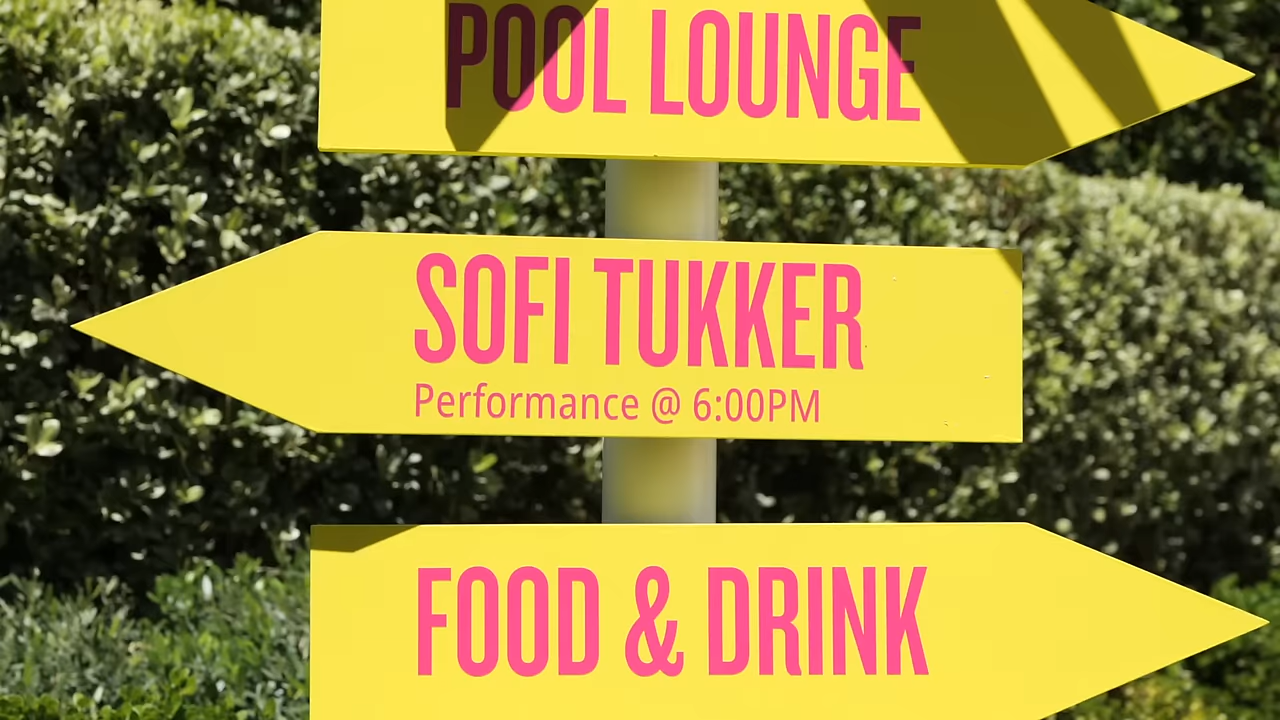 POOL LOUNGE
SOFI TUKKER
Performance @ 6:00PM
FOOD & DRINK